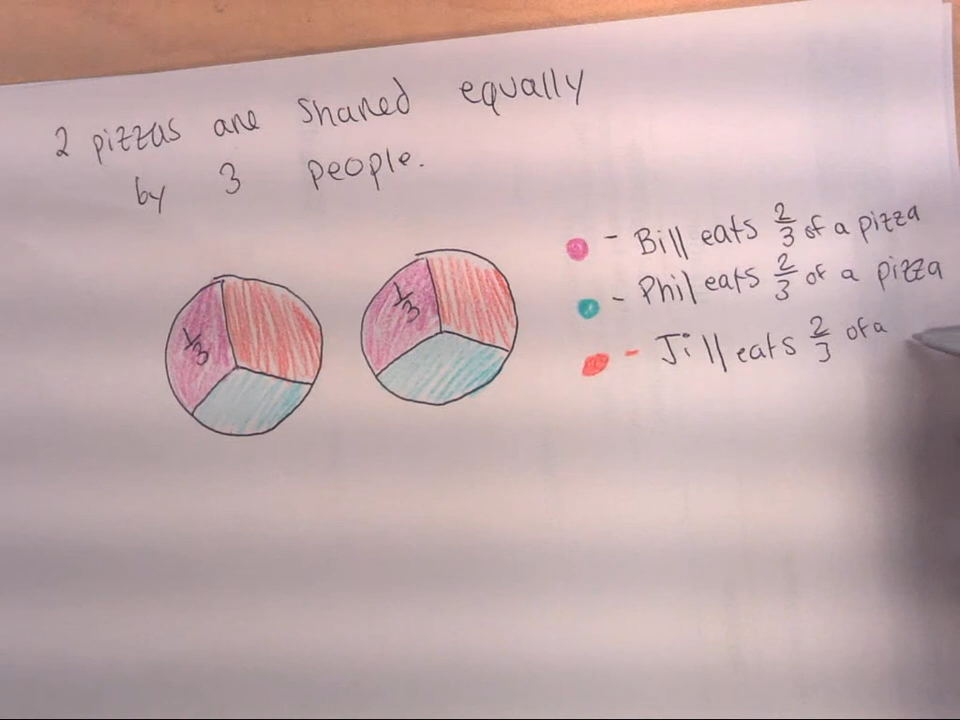 2 pizzas are shared equally
by 3 people.
- Bill eats 2/3 of a pizza
- Phil eats 2/3 of a pizza
- Jill eats 2/3 of a
1/3
1/3